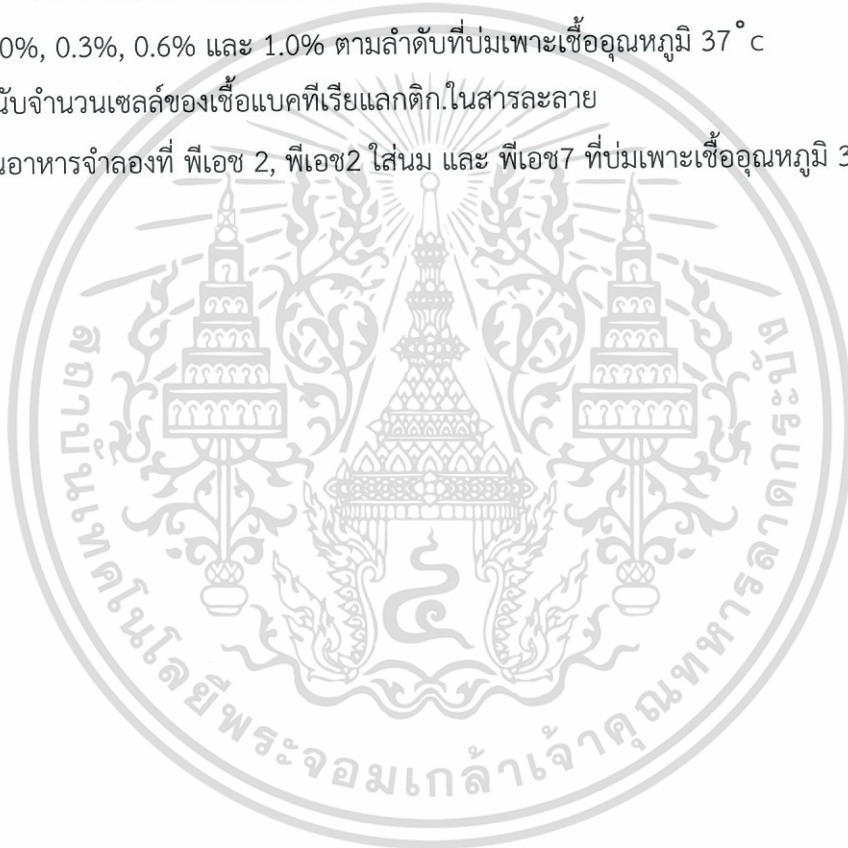 0%, 0.3%, 0.6% และ 1.0% ตามลำดับที่บ่มเพาะเชื้ออุณหภูมิ 37°c
นับจำนวนเซลล์ของเชื้อแบคทีเรียแลกติก.ในสารละลาย
นอาหารจำลองที่ พีเอช 2, พีเอช2 ใส่นม และ พีเอช7 ที่บ่มเพาะเชื้ออุณหภูมิ 3
สถาบันเทคโนโลยีพระจอมเกล้าเจ้าคุณทหารลาดกระบัง